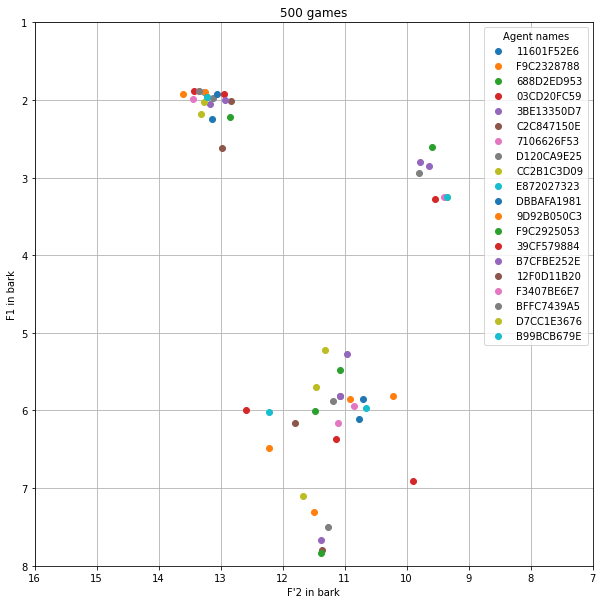 500 games
1
2
3
4
5
6
7
8
F1 in bark
16
15
14
13
12
11
10
9
8
7
F'2 in bark
Agent names
11601F52E6
F9C2328788
688D2ED953
03CD20FC59
3BE13350D7
C2C847150E
7106626F53
D120CA9E25
CC2B1C3D09
E872027323
DBBAFA1981
9D92B050C3
F9C2925053
39CF579884
B7CFBE252E
12F0D11B20
F3407BE6E7
BFFC7439A5
D7CC1E3676
B99BCB679E